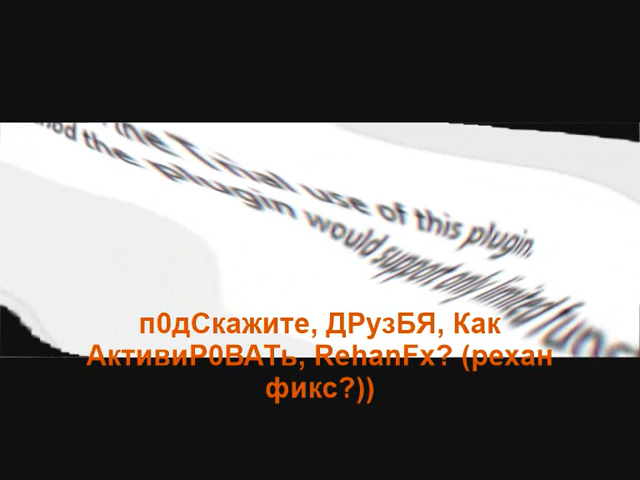 the Trial use of this plugin,
the plugin would support only limited func
п0дСкажите, ДРузБЯ, Как
АктивиР0ВАТь, RehanFx? (рехан
фикс?))